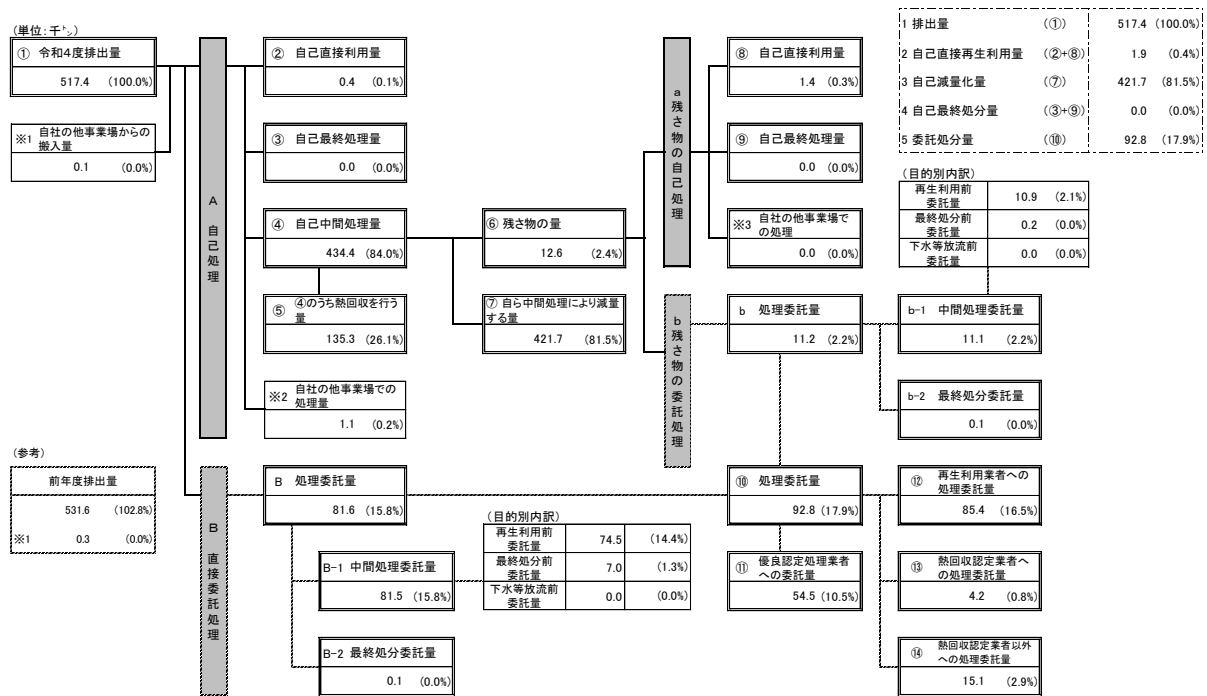 (単位:千㌧)
① 令和4度排出量
517.4 (100.0%)
※1 自社の他事業場からの
搬入量
0.1 (0.0%)
A 自己処理
② 自己直接利用量
0.4 (0.1%)
③ 自己最終処理量
0.0 (0.0%)
④ 自己中間処理量
434.4 (84.0%)
⑤ ④のうち熱回収を行う
量
135.3 (26.1%)
※2 自社の他事業場での
処理量
1.1 (0.2%)
⑥ 残さ物の量
12.6 (2.4%)
⑦ 自ら中間処理により減量
する量
421.7 (81.5%)
a 残さ物の自己処理
⑧ 自己直接利用量
1.4 (0.3%)
⑨ 自己最終処理量
0.0 (0.0%)
※3 自社の他事業場で
の処理
0.0 (0.0%)
b 残さ物の委託処理
b 処理委託量
11.2 (2.2%)
1 排出量 (①) 517.4 (100.0%)
2 自己直接再生利用量 (②+⑧) 1.9 (0.4%)
3 自己減量化量 (⑦) 421.7 (81.5%)
4 自己最終処分量 (③+⑨) 0.0 (0.0%)
5 委託処分量 (⑩) 92.8 (17.9%)
(目的別内訳)
再生利用前
委託量 10.9 (2.1%)
最終処分前
委託量 0.2 (0.0%)
下水等放流前
委託量 0.0 (0.0%)
b-1 中間処理委託量
11.1 (2.2%)
b-2 最終処分委託量
0.1 (0.0%)
(参考)
前年度排出量
531.6 (102.8%)
※1 0.3 (0.0%)
B 直接委託処理
B 処理委託量
81.6 (15.8%)
B-1 中間処理委託量
81.5 (15.8%)
B-2 最終処分委託量
0.1 (0.0%)
(目的別内訳)
再生利用前
委託量 74.5 (14.4%)
最終処分前
委託量 7.0 (1.3%)
下水等放流前
委託量 0.0 (0.0%)
⑩ 処理委託量
92.8 (17.9%)
⑪ 優良認定処理業者
への委託量
54.5 (10.5%)
⑫ 再生利用業者への
処理委託量
85.4 (16.5%)
⑬ 熱回収認定業者へ
の処理委託量
4.2 (0.8%)
⑭ 熱回収認定業者以外
への処理委託量
15.1 (2.9%)